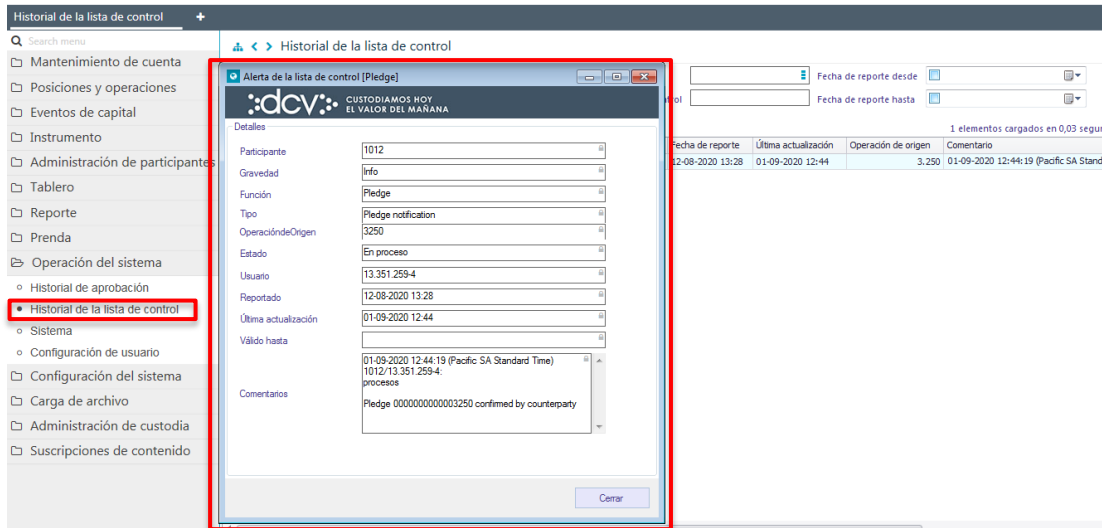 Historial de la lista de control +
Search menu
Mantenimiento de cuenta
Posiciones y operaciones
Eventos de capital
Instrumento
Administración de participantes
Tablero
Reporte
Prenda
Operación del sistema
Historial de aprobación
Historial de la lista de control
Sistema
Configuración de usuario
Configuración del sistema
Carga de archivo
Administración de custodia
Suscripciones de contenido
Historial de la lista de control
Alerta de la lista de control [Pledge]
dcv CUSTODIAMOS HOY
EL VALOR DEL MAÑANA
Detalles
Participante 1012
Gravedad Info
Función Pledge
Tipo Pledge notification
OperacióndeOrigen 3250
Estado En proceso
Usuario 13.351.259-4
Reportado 12-08-2020 13:28
Última actualización 01-09-2020 12:44
Válido hasta
Comentarios
01-09-2020 12:44:19 (Pacific SA Standard Time)
1012/13.351.259-4:
procesos
Pledge 0000000000003250 confirmed by counterparty
Cerrar
Fecha de reporte desde
Fecha de reporte hasta
1 elementos cargados en 0,03 segur
Fecha de reporte Última actualización Operación de origen Comentario
12-08-2020 13:28 01-09-2020 12:44 3.250 01-09-2020 12:44:19 (Pacific SA Stand